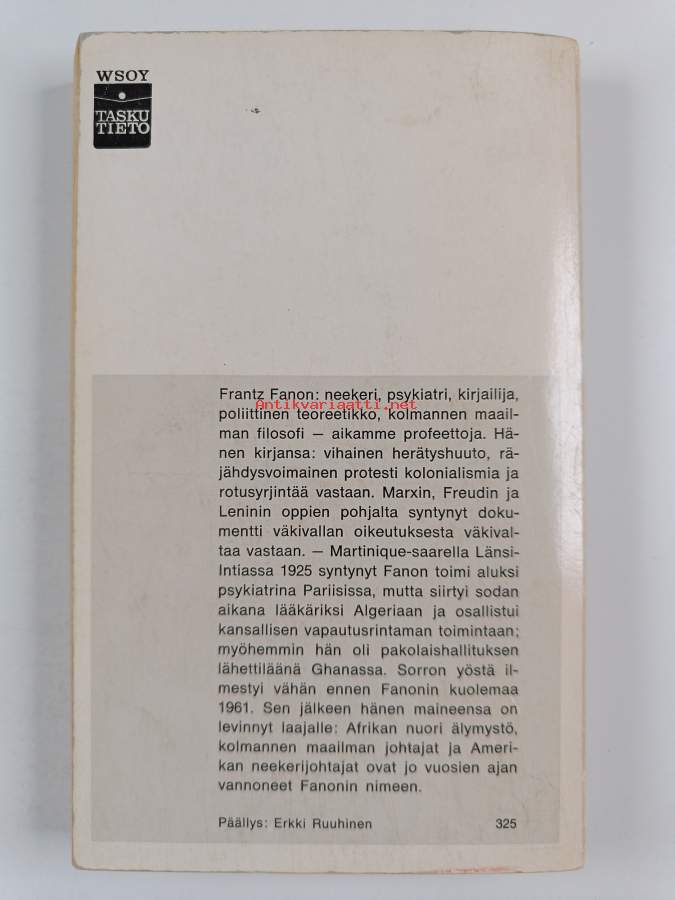 WSOY
TASKU
TIETO
Frantz Fanon: neekeri, psykiatri, kirjailija,
Antikvariaatti.net
poliittinen teoreetikko, kolmannen maail-
man filosofi — aikamme profeettoja. Hä-
nen kirjansa: vihainen herätyshuuto, rä-
jähdysvoimainen protesti kolonialismia ja
rotusyrjintää vastaan. Marxin, Freudin ja
Leninin oppien pohjalta syntynyt doku-
mentti väkivallan oikeutuksesta väkival-
taa vastaan. — Martinique-saarella Länsi-
Intiassa 1925 syntynyt Fanon toimi aluksi
psykiatrina Pariisissa, mutta siirtyi sodan
aikana lääkäriksi Algeriaan ja osallistui
kansallisen vapautusrintaman toimintaan;
myöhemmin hän oli pakolaishallituksen
lähettiläänä Ghanassa. Sorron yöstä il-
mestyi vähän ennen Fanonin kuolemaa
1961. Sen jälkeen hänen maineensa on
levinnyt laajalle: Afrikan nuori älymystö,
kolmannen maailman johtajat ja Ameri-
kan neekerijohtajat ovat jo vuosien ajan
vannoneet Fanonin nimeen.
Päällys: Erkki Ruuhinen 325